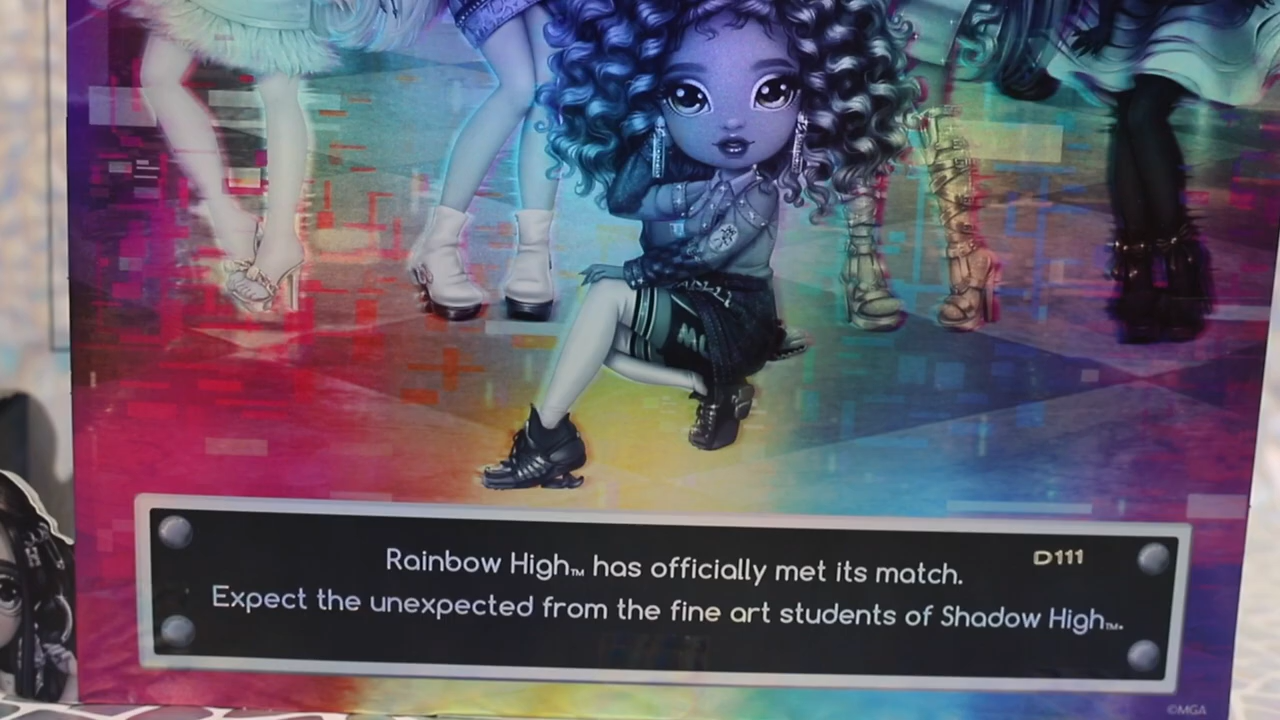 Rainbow High™ has officially met its match.
D111
Expect the unexpected from the fine art students of Shadow High™.
©MGA